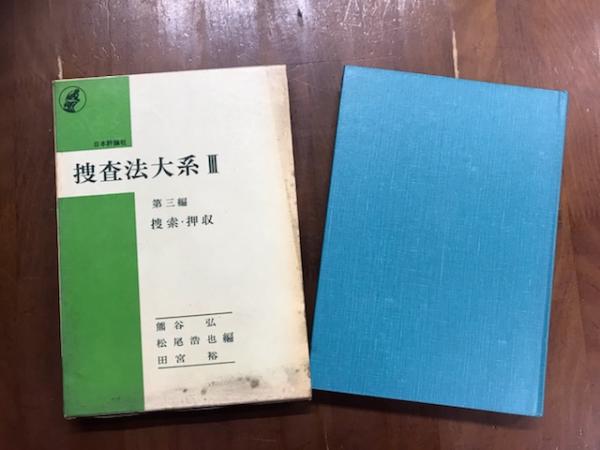 日本評論社
捜査法大系 Ⅲ
第三編
捜索・押収
熊谷 弘
松尾浩也 編
田宮 裕